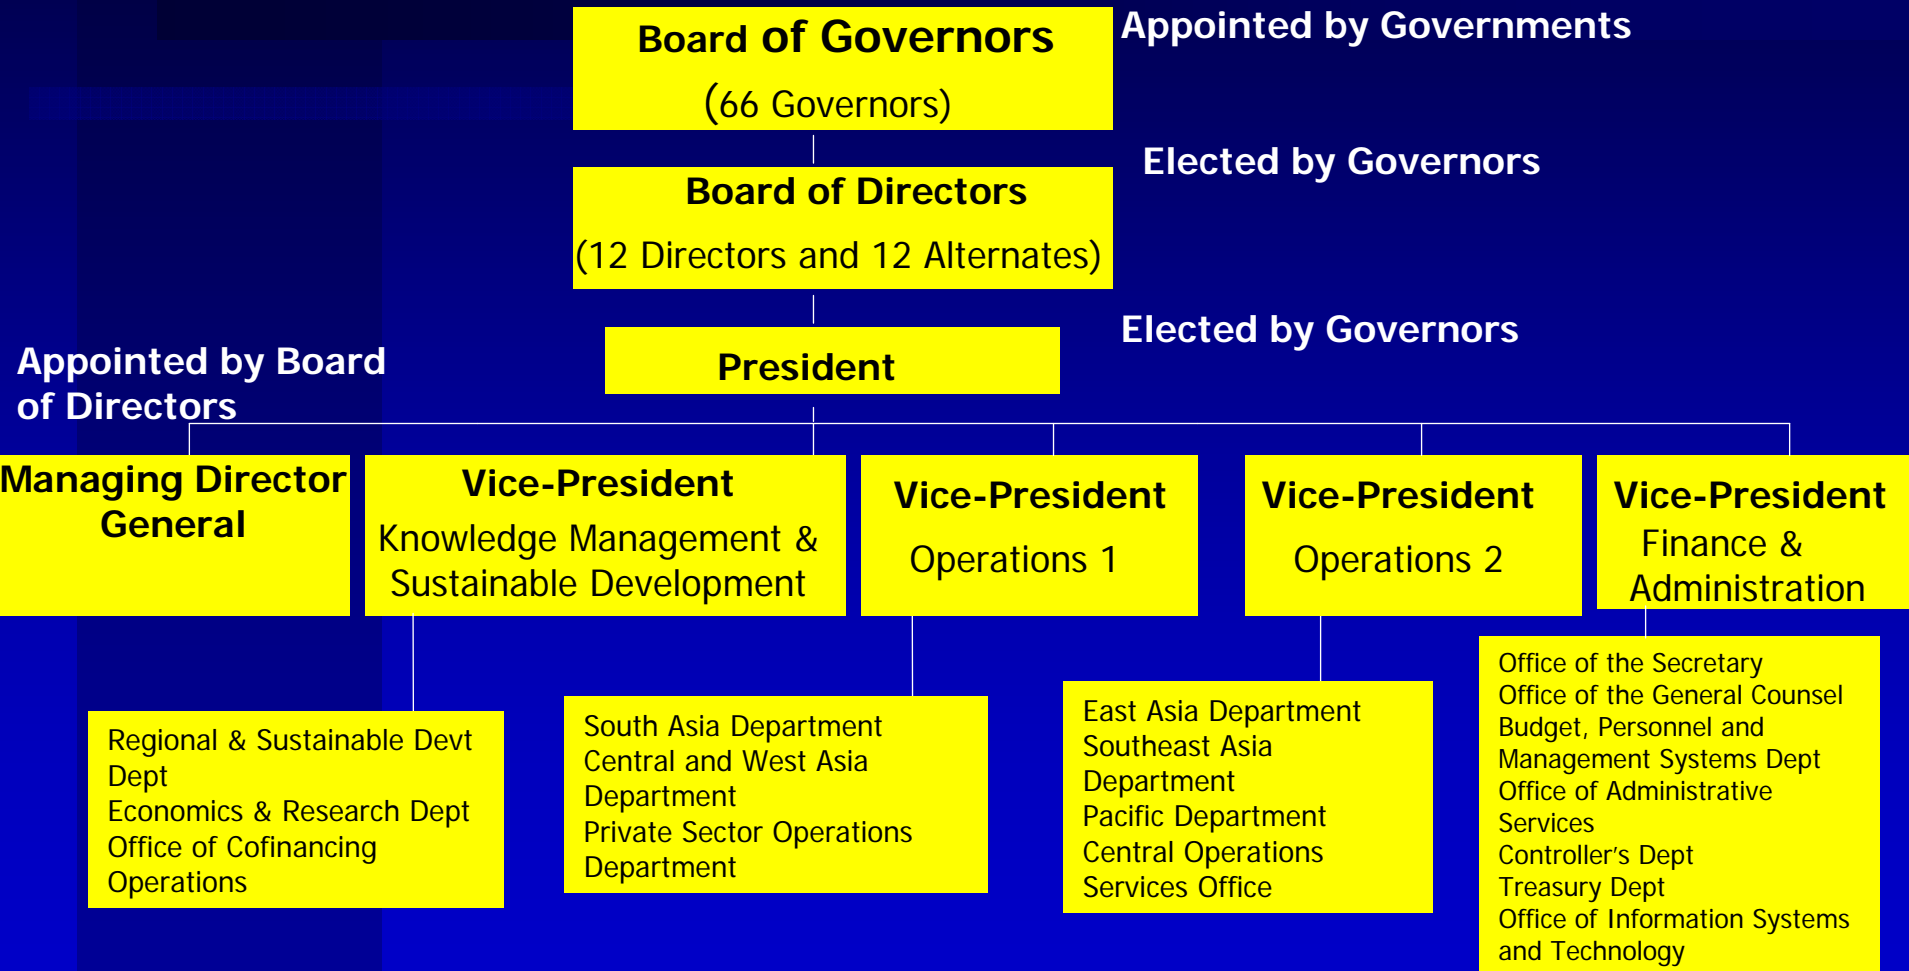 Board of Governors
(66 Governors)
Appointed by Governments
Elected by Governors
Board of Directors
(12 Directors and 12 Alternates)
Elected by Governors
President
Appointed by Board
of Directors
Managing Director
General
Vice-President
Knowledge Management &
Sustainable Development
Vice-President
Operations 1
Vice-President
Operations 2
Vice-President
Finance &
Administration
Regional & Sustainable Devt
Dept
Economics & Research Dept
Office of Cofinancing
Operations
South Asia Department
Central and West Asia
Department
Private Sector Operations
Department
East Asia Department
Southeast Asia
Department
Pacific Department
Central Operations
Services Office
Office of the Secretary
Office of the General Counsel
Budget, Personnel and
Management Systems Dept
Office of Administrative
Services
Controller's Dept
Treasury Dept
Office of Information Systems
and Technology